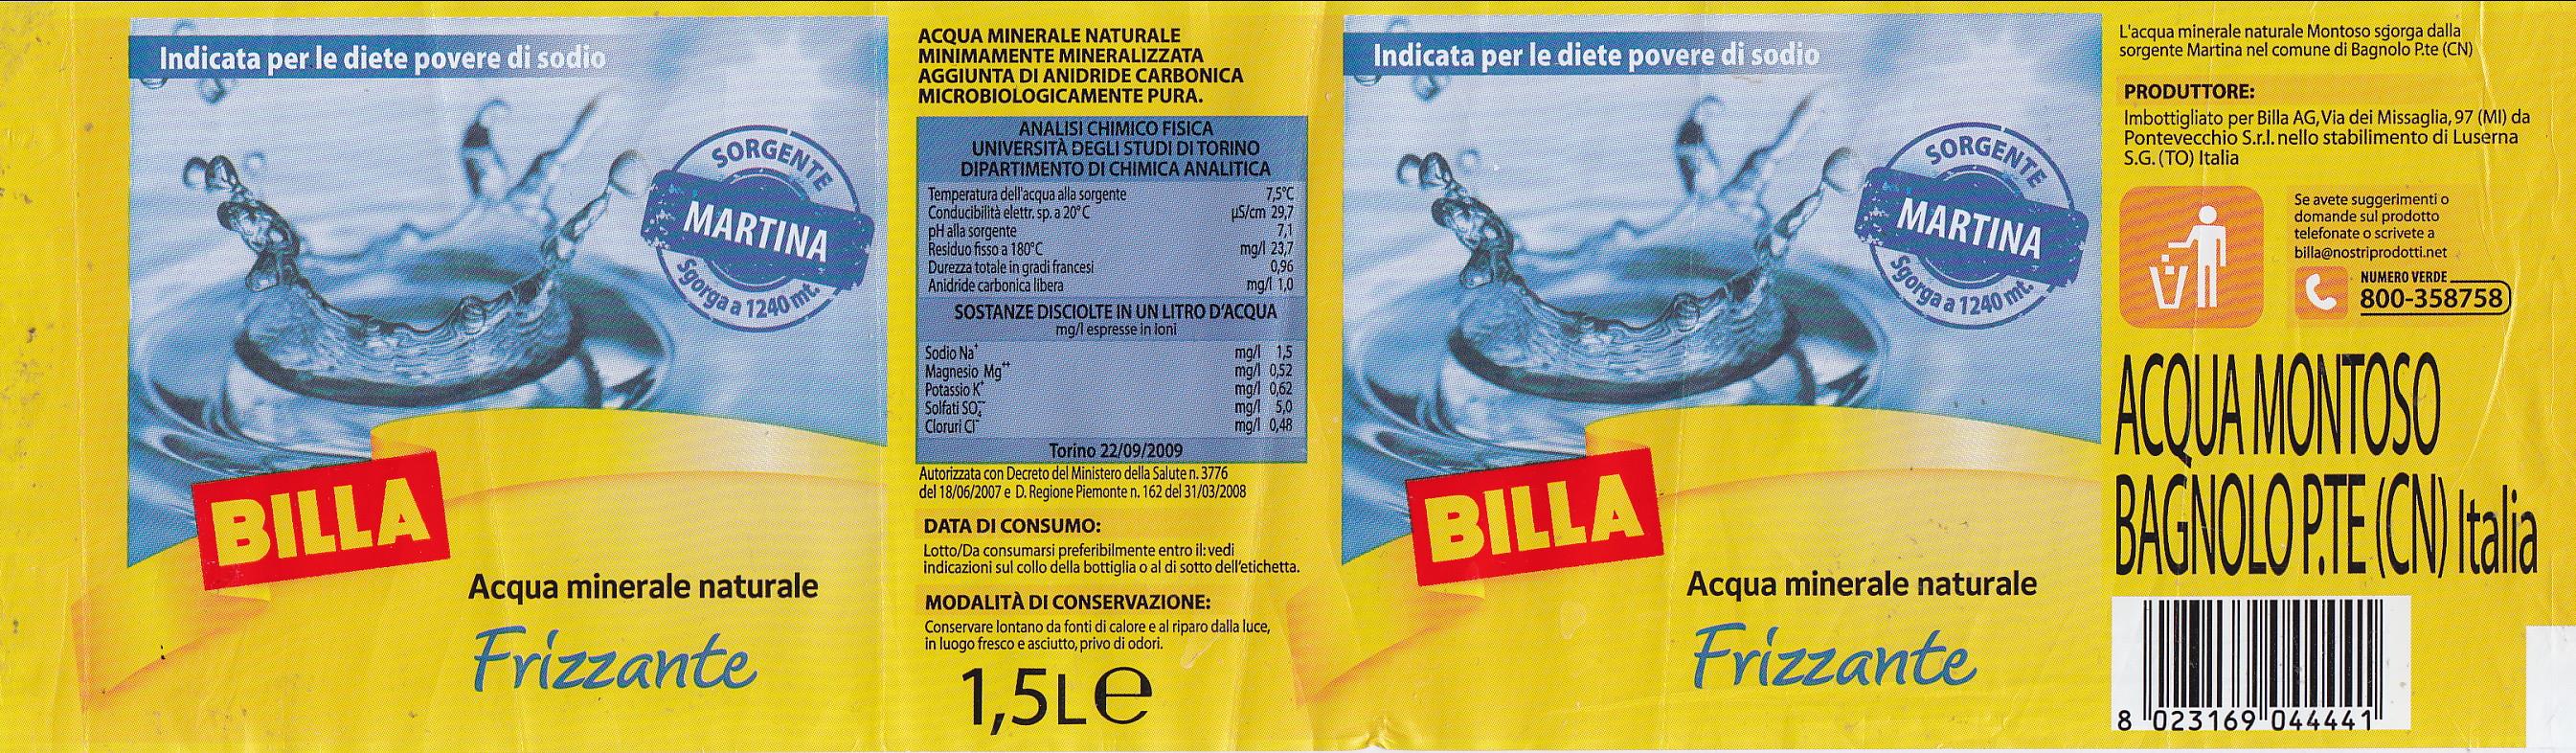 Indicata per le diete povere di sodio
SORGENTE
MARTINA
Sgorga a 1240 mt.
BILLA
Acqua minerale naturale
Frizzante
ACQUA MINERALE NATURALE
MINIMAMENTE MINERALIZZATA
AGGIUNTA DI ANIDRIDE CARBONICA
MICROBIOLOGICAMENTE PURA.
ANALISI CHIMICO FISICA
UNIVERSITÀ DEGLI STUDI DI TORINO
DIPARTIMENTO DI CHIMICA ANALITICA
Temperatura dell'acqua alla sorgente 7,5°C
Conducibilità elettr. sp. a 20°C µS/cm 29,7
pH alla sorgente 7,1
Residuo fisso a 180°C mg/l 23,7
Durezza totale in gradi francesi 0,96
Anidride carbonica libera mg/l 1,0
SOSTANZE DISCIOLTE IN UN LITRO D'ACQUA
mg/l espresse in ioni
Sodio Na⁺ mg/l 1,5
Magnesio Mg⁺⁺ mg/l 0,52
Potassio K⁺ mg/l 0,62
Solfati SO₄⁻⁻ mg/l 5,0
Cloruri Cl⁻ mg/l 0,48
Torino 22/09/2009
Autorizzata con Decreto del Ministero della Salute n. 3776
del 18/06/2007 e D. Regione Piemonte n. 162 del 31/03/2008
DATA DI CONSUMO:
Lotto/Da consumarsi preferibilmente entro il: vedi
indicazioni sul collo della bottiglia o al di sotto dell'etichetta.
MODALITÀ DI CONSERVAZIONE:
Conservare lontano da fonti di calore e al riparo dalla luce,
in luogo fresco e asciutto, privo di odori.
1,5L e
Indicata per le diete povere di sodio
SORGENTE
MARTINA
Sgorga a 1240 mt.
BILLA
Acqua minerale naturale
Frizzante
L'acqua minerale naturale Montoso sgorga dalla
sorgente Martina nel comune di Bagnolo P.te (CN)
PRODUTTORE:
Imbottigliato per Billa AG, Via dei Missaglia, 97 (MI) da
Pontevecchio S.r.l. nello stabilimento di Luserna
S.G. (TO) Italia
Se avete suggerimenti o
domande sul prodotto
telefonate o scrivete a
billa@nostriprodotti.net
NUMERO VERDE
800-358758
ACQUA MONTOSO
BAGNOLO P.TE (CN) Italia
8 023169 044441